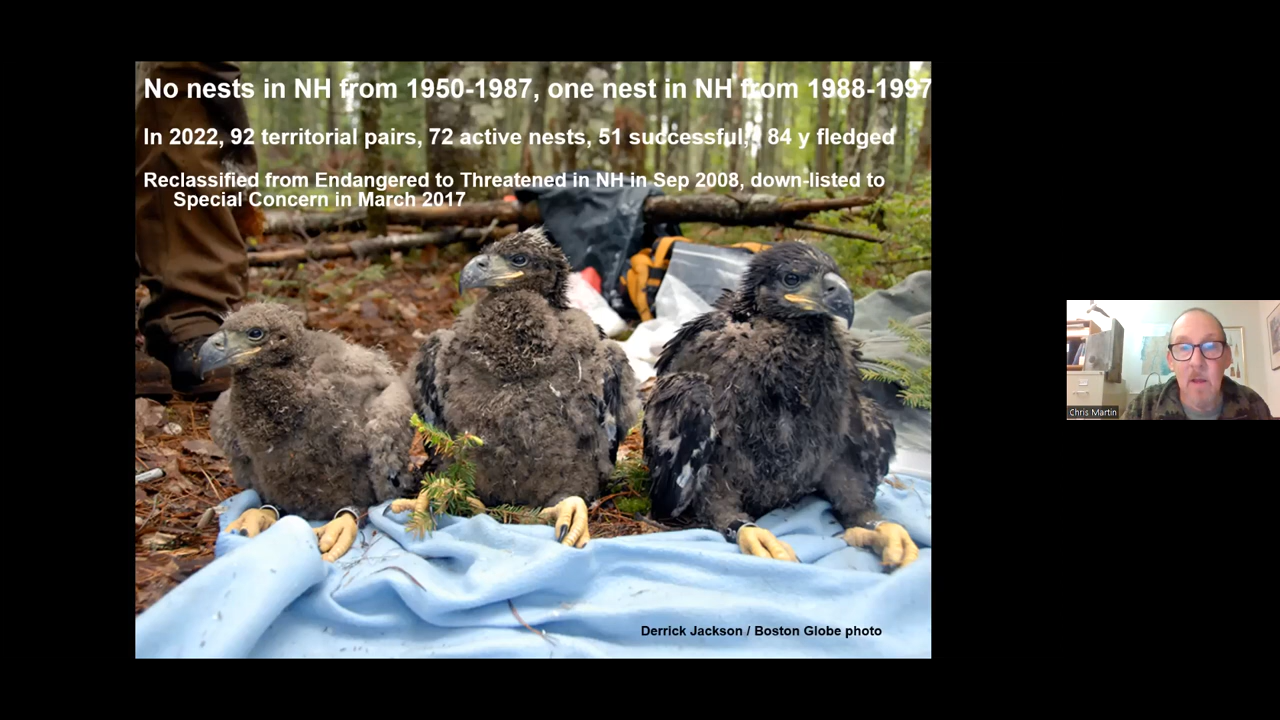 No nests in NH from 1950-1987, one nest in NH from 1988-1997
In 2022, 92 territorial pairs, 72 active nests, 51 successful, 84 y fledged
Reclassified from Endangered to Threatened in NH in Sep 2008, down-listed to
Special Concern in March 2017
Derrick Jackson / Boston Globe photo
Chris Martin